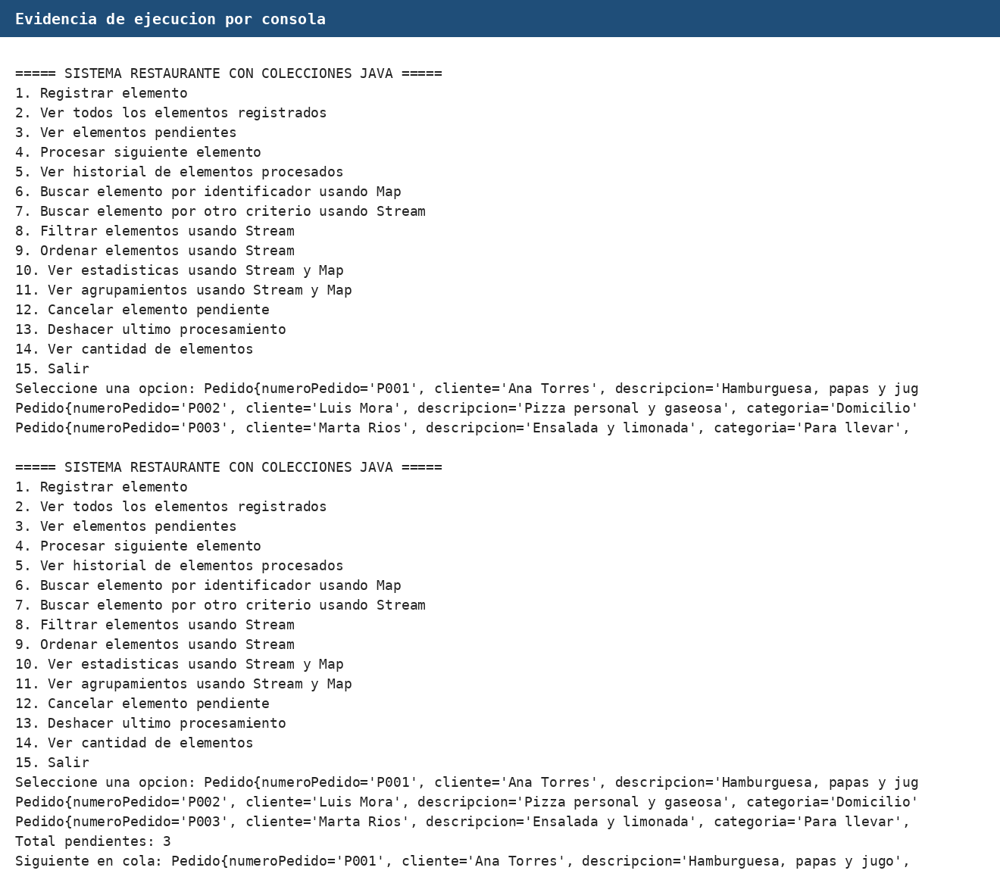 Evidencia de ejecucion por consola
===== SISTEMA RESTAURANTE CON COLECCIONES JAVA =====
1. Registrar elemento
2. Ver todos los elementos registrados
3. Ver elementos pendientes
4. Procesar siguiente elemento
5. Ver historial de elementos procesados
6. Buscar elemento por identificador usando Map
7. Buscar elemento por otro criterio usando Stream
8. Filtrar elementos usando Stream
9. Ordenar elementos usando Stream
10. Ver estadisticas usando Stream y Map
11. Ver agrupamientos usando Stream y Map
12. Cancelar elemento pendiente
13. Deshacer ultimo procesamiento
14. Ver cantidad de elementos
15. Salir
Seleccione una opcion: Pedido{numeroPedido='P001', cliente='Ana Torres', descripcion='Hamburguesa, papas y jug
Pedido{numeroPedido='P002', cliente='Luis Mora', descripcion='Pizza personal y gaseosa', categoria='Domicilio'
Pedido{numeroPedido='P003', cliente='Marta Rios', descripcion='Ensalada y limonada', categoria='Para llevar',
===== SISTEMA RESTAURANTE CON COLECCIONES JAVA =====
1. Registrar elemento
2. Ver todos los elementos registrados
3. Ver elementos pendientes
4. Procesar siguiente elemento
5. Ver historial de elementos procesados
6. Buscar elemento por identificador usando Map
7. Buscar elemento por otro criterio usando Stream
8. Filtrar elementos usando Stream
9. Ordenar elementos usando Stream
10. Ver estadisticas usando Stream y Map
11. Ver agrupamientos usando Stream y Map
12. Cancelar elemento pendiente
13. Deshacer ultimo procesamiento
14. Ver cantidad de elementos
15. Salir
Seleccione una opcion: Pedido{numeroPedido='P001', cliente='Ana Torres', descripcion='Hamburguesa, papas y jug
Pedido{numeroPedido='P002', cliente='Luis Mora', descripcion='Pizza personal y gaseosa', categoria='Domicilio'
Pedido{numeroPedido='P003', cliente='Marta Rios', descripcion='Ensalada y limonada', categoria='Para llevar',
Total pendientes: 3
Siguiente en cola: Pedido{numeroPedido='P001', cliente='Ana Torres', descripcion='Hamburguesa, papas y jugo',